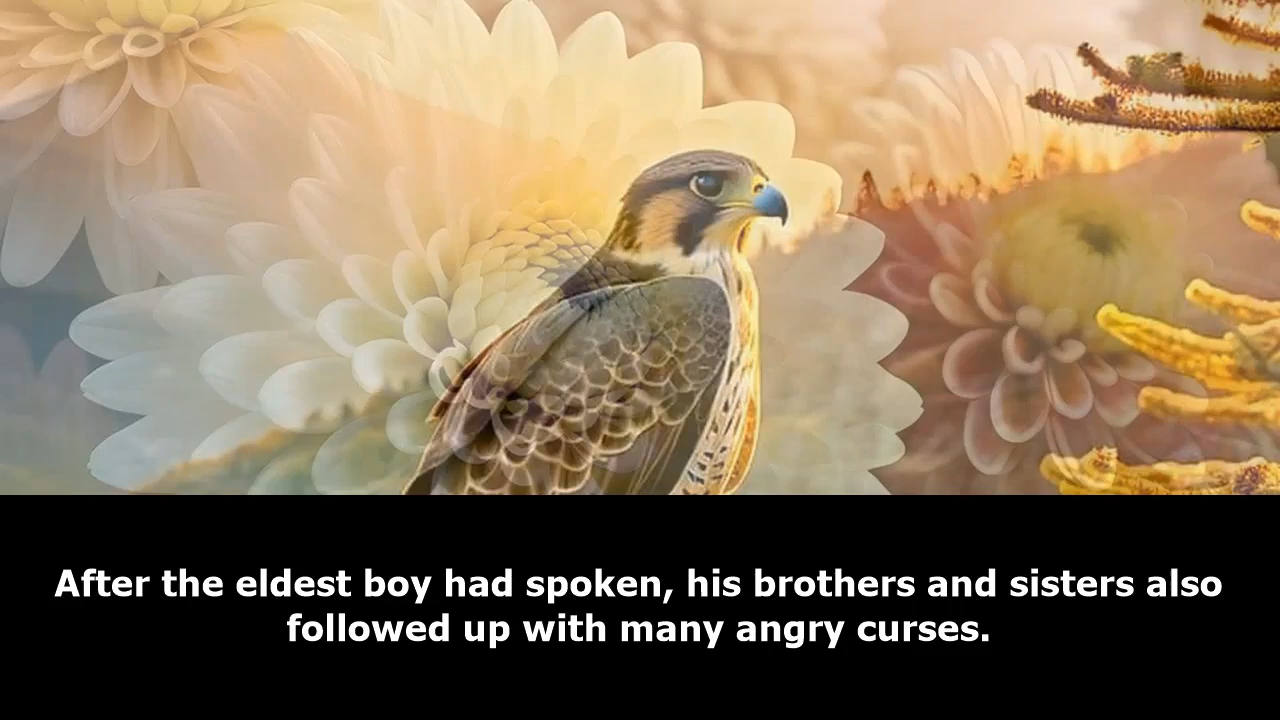 After the eldest boy had spoken, his brothers and sisters also
followed up with many angry curses.